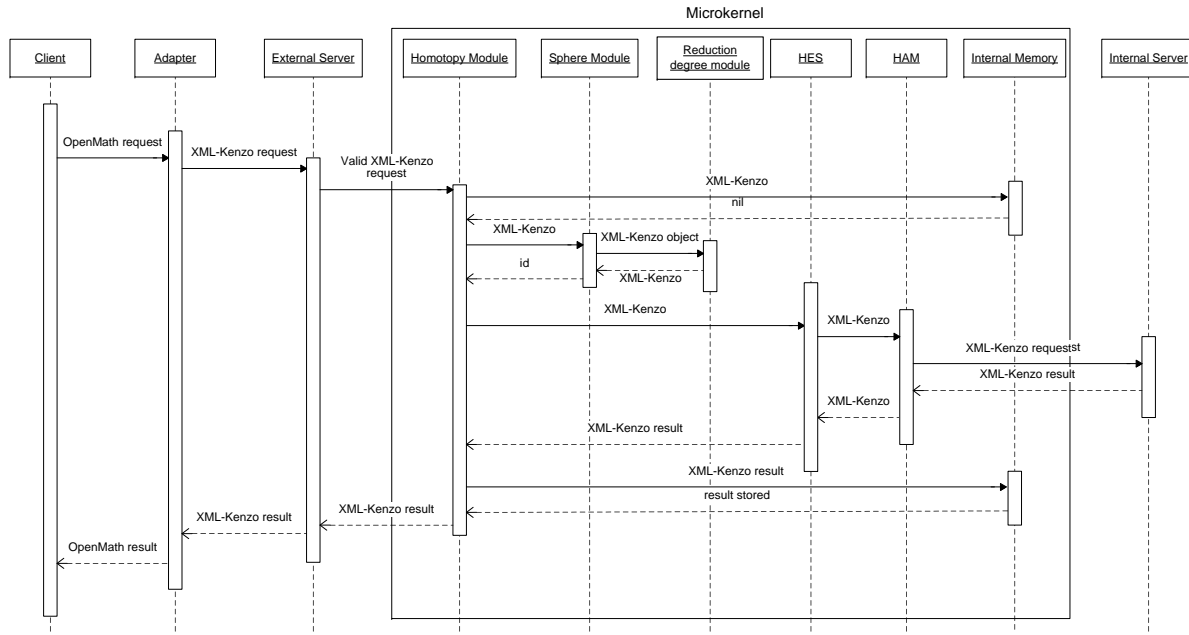 Microkernel
Client
Adapter
External Server
Homotopy Module
Sphere Module
Reduction
degree module
HES
HAM
Internal Memory
Internal Server
OpenMath request
XML-Kenzo request
Valid XML-Kenzo
request
XML-Kenzo
nil
XML-Kenzo
XML-Kenzo object
id
XML-Kenzo
XML-Kenzo
XML-Kenzo
XML-Kenzo request
XML-Kenzo result
XML-Kenzo
XML-Kenzo result
XML-Kenzo result
result stored
XML-Kenzo result
XML-Kenzo result
OpenMath result